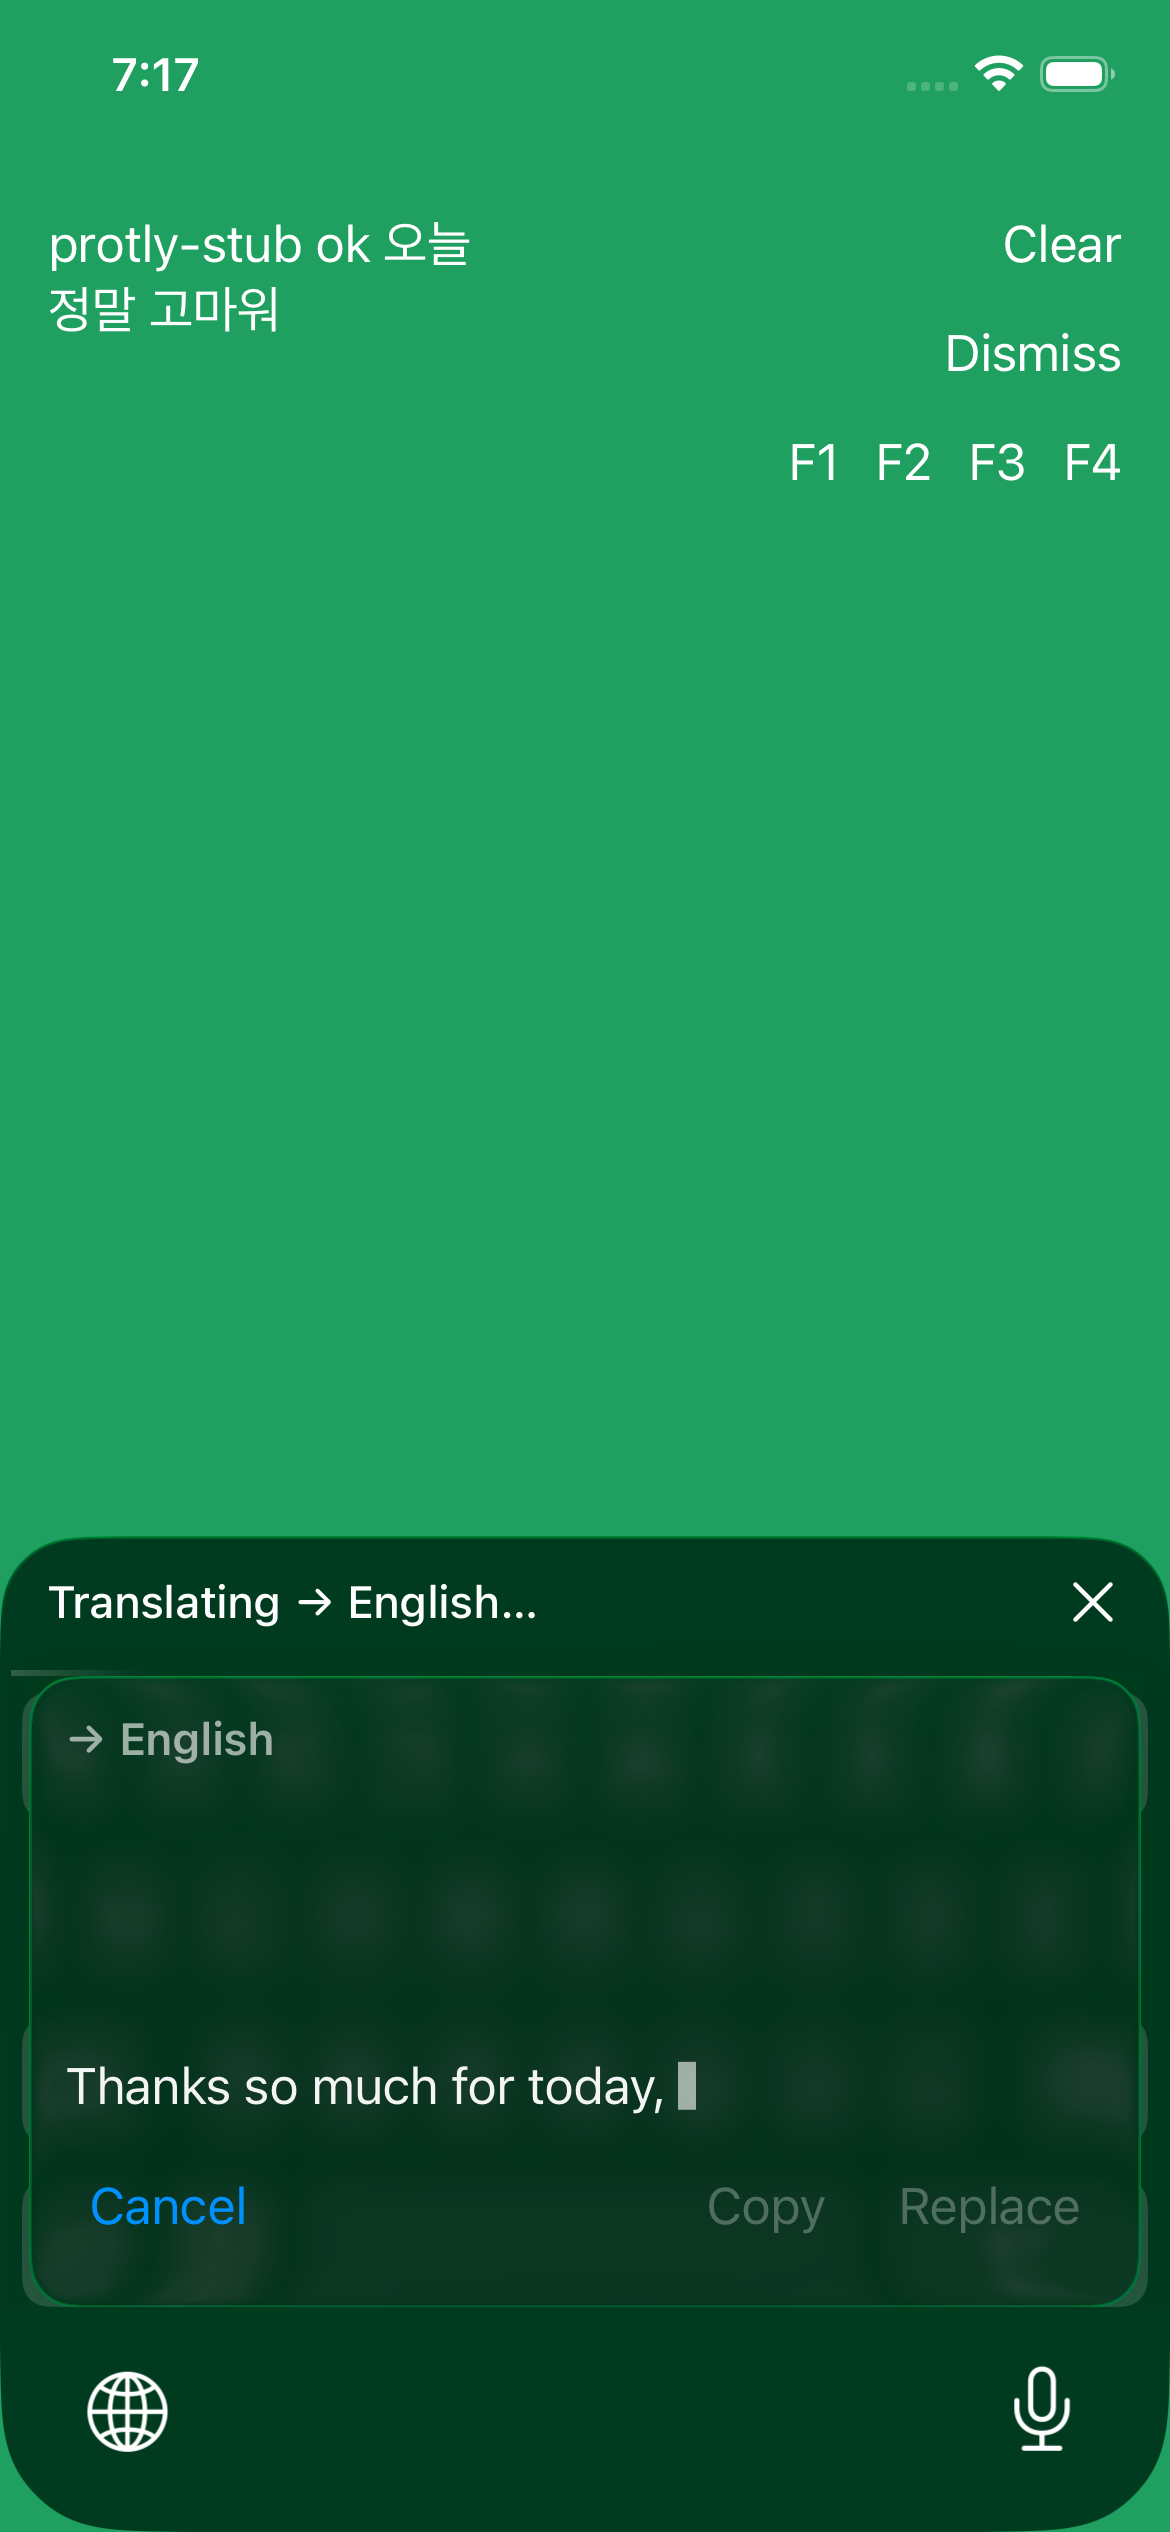 7:17
protly-stub ok 오늘
정말 고마워
Clear
Dismiss
F1 F2 F3 F4
Translating → English...
→ English
Thanks so much for today,
Cancel Copy Replace